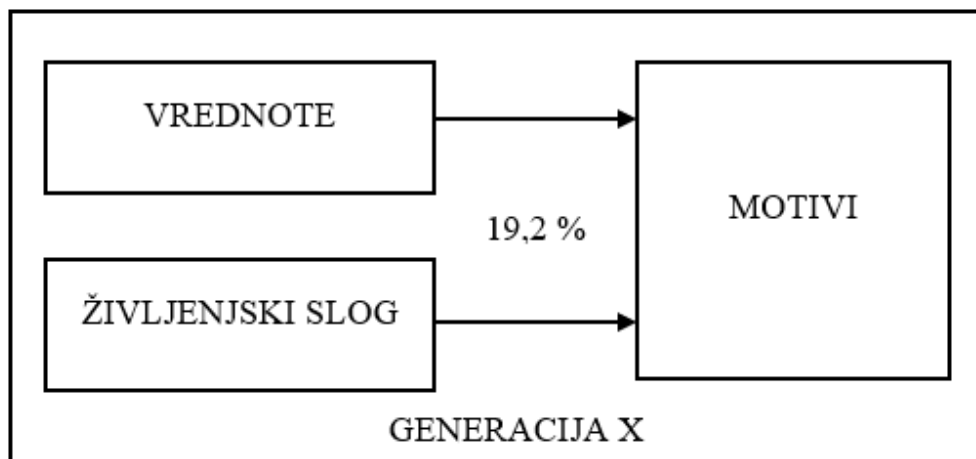 VREDNOTE
MOTIVI
19,2 %
ŽIVLJENJSKI SLOG
GENERACIJA X